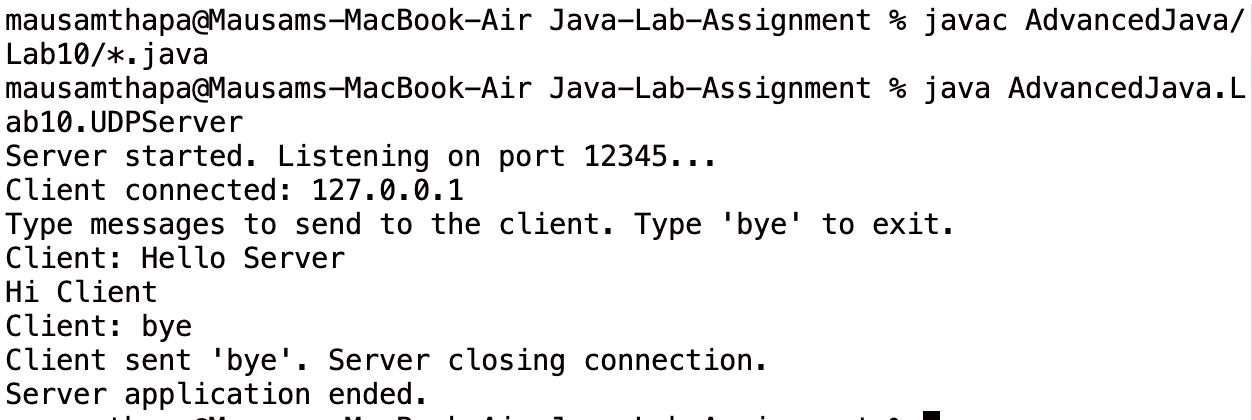 mausamthapa@Mausams-MacBook-Air Java-Lab-Assignment % javac AdvancedJava/
Lab10/*.java
mausamthapa@Mausams-MacBook-Air Java-Lab-Assignment % java AdvancedJava.L
ab10.UDPServer
Server started. Listening on port 12345...
Client connected: 127.0.0.1
Type messages to send to the client. Type 'bye' to exit.
Client: Hello Server
Hi Client
Client: bye
Client sent 'bye'. Server closing connection.
Server application ended.